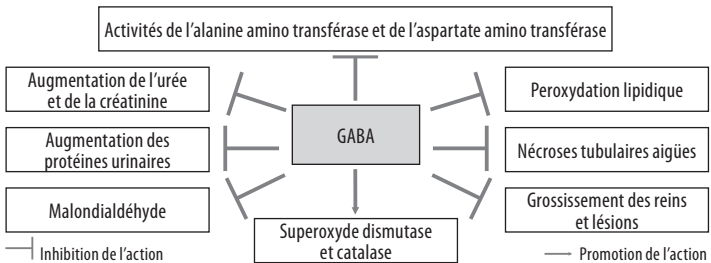 Activités de l'alanine amino transférase et de l'aspartate amino transférase
Augmentation de l'urée
et de la créatinine
Peroxydation lipidique
GABA
Augmentation des
protéines urinaires
Nécroses tubulaires aigües
Malondialdéhyde
Superoxyde dismutase
et catalase
Grossissement des reins
et lésions
Inhibition de l'action
Promotion de l'action